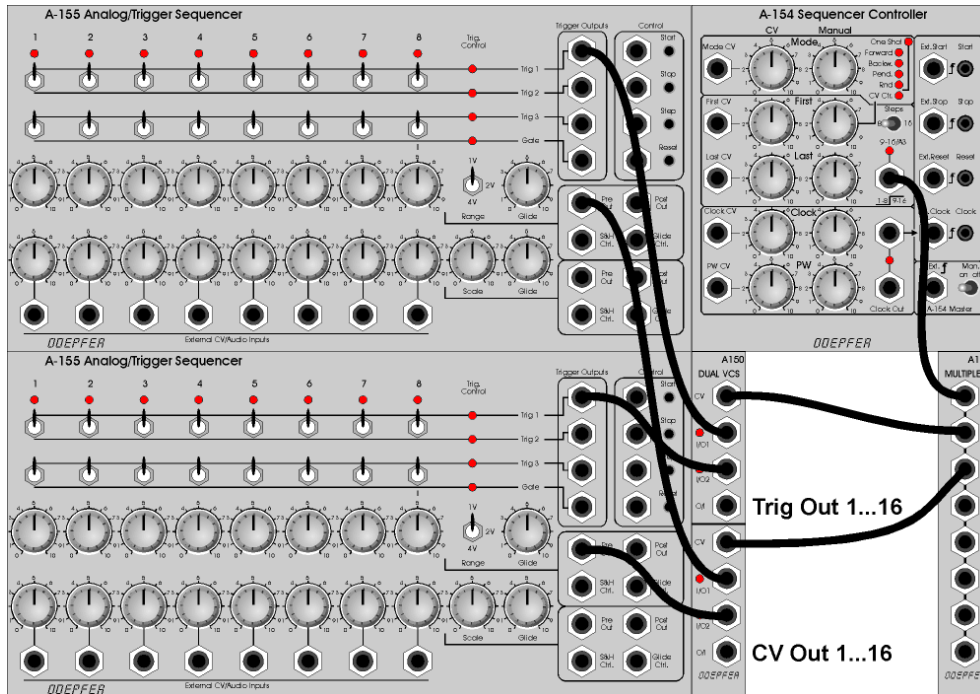 A-155 Analog/Trigger Sequencer
1 2 3 4 5 6 7 8
Trig. Control
Trigger Outputs
Control
Trig 1
Trig 2
Trig 3
Gate
Start
Stop
Step
Reset
1V
2V
4V
Range
Glide
Pre Out
Post Out
S&H Ctrl.
Glide Ctrl.
Scale
Glide
Pre Out
Post Out
S&H Ctrl.
Glide Ctrl.
External CV/Audio Inputs
DOEPFER
A-154 Sequencer Controller
CV
Mode
Manual
Mode CV
One Shot
Forward
Backw.
Pend.
Rnd
CV Ctr.
Ext.Start
Start
First CV
First
Steps
8 16
Ext.Stop
Stop
Last CV
Last
9-16/A3
1-8 9-16
Ext.Reset
Reset
Clock CV
Clock
Clock
Clock
PW CV
PW
Clock Out
Ext.
Man.
on off
A-154 Master
DOEPFER
A-155 Analog/Trigger Sequencer
1 2 3 4 5 6 7 8
Trig. Control
Trigger Outputs
Control
Trig 1
Trig 2
Trig 3
Gate
Start
Stop
1V
2V
4V
Range
Glide
Pre
Post Out
S&H Ctrl.
Glide Ctrl.
Scale
Glide
Pre Out
Post Out
S&H Ctrl.
Glide Ctrl.
External CV/Audio Inputs
DOEPFER
A150
DUAL VCS
CV
I/O1
I/O2
O/I
Trig Out 1...16
CV
I/O1
I/O2
O/I
CV Out 1...16
DOEPFER
A1
MULTIPLE
DOEPFE